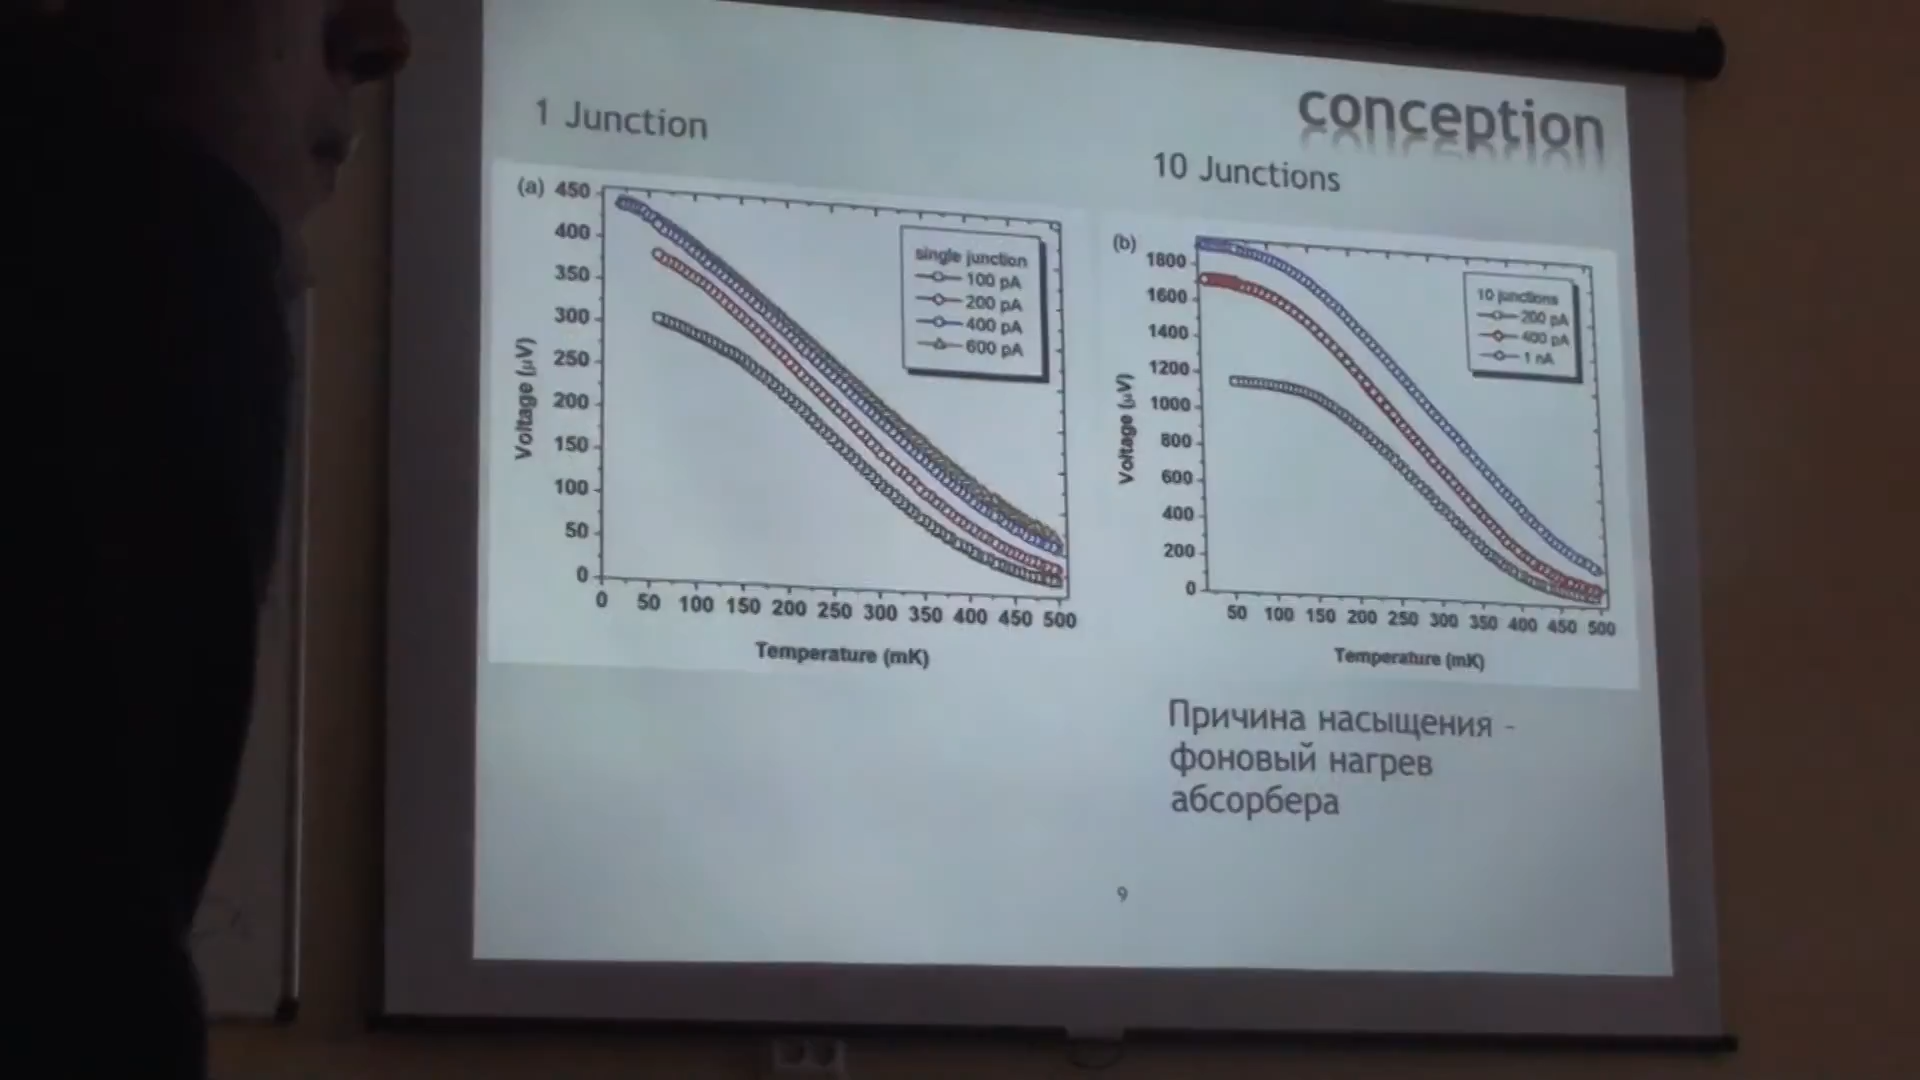 conception
1 Junction
10 Junctions
(a)
450
400
350
300
250
200
150
100
50
0
Voltage (μV)
single junction
100 pA
200 pA
400 pA
600 pA
0 50 100 150 200 250 300 350 400 450 500
Temperature (mK)
(b)
1800
1600
1400
1200
1000
800
600
400
200
0
Voltage (μV)
10 junctions
200 pA
400 pA
1 nA
50 100 150 200 250 300 350 400 450 500
Temperature (mK)
Причина насыщения -
фоновый нагрев
абсорбера
9